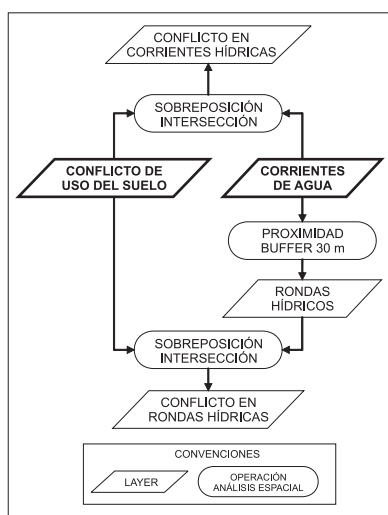 CONFLICTO EN
CORRIENTES HÍDRICAS
SOBREPOSICIÓN
INTERSECCIÓN
CONFLICTO DE
USO DEL SUELO
CORRIENTES
DE AGUA
PROXIMIDAD
BUFFER 30 m
RONDAS
HÍDRICOS
SOBREPOSICIÓN
INTERSECCIÓN
CONFLICTO EN
RONDAS HÍDRICAS
CONVENCIONES
LAYER
OPERACIÓN
ANÁLISIS ESPACIAL